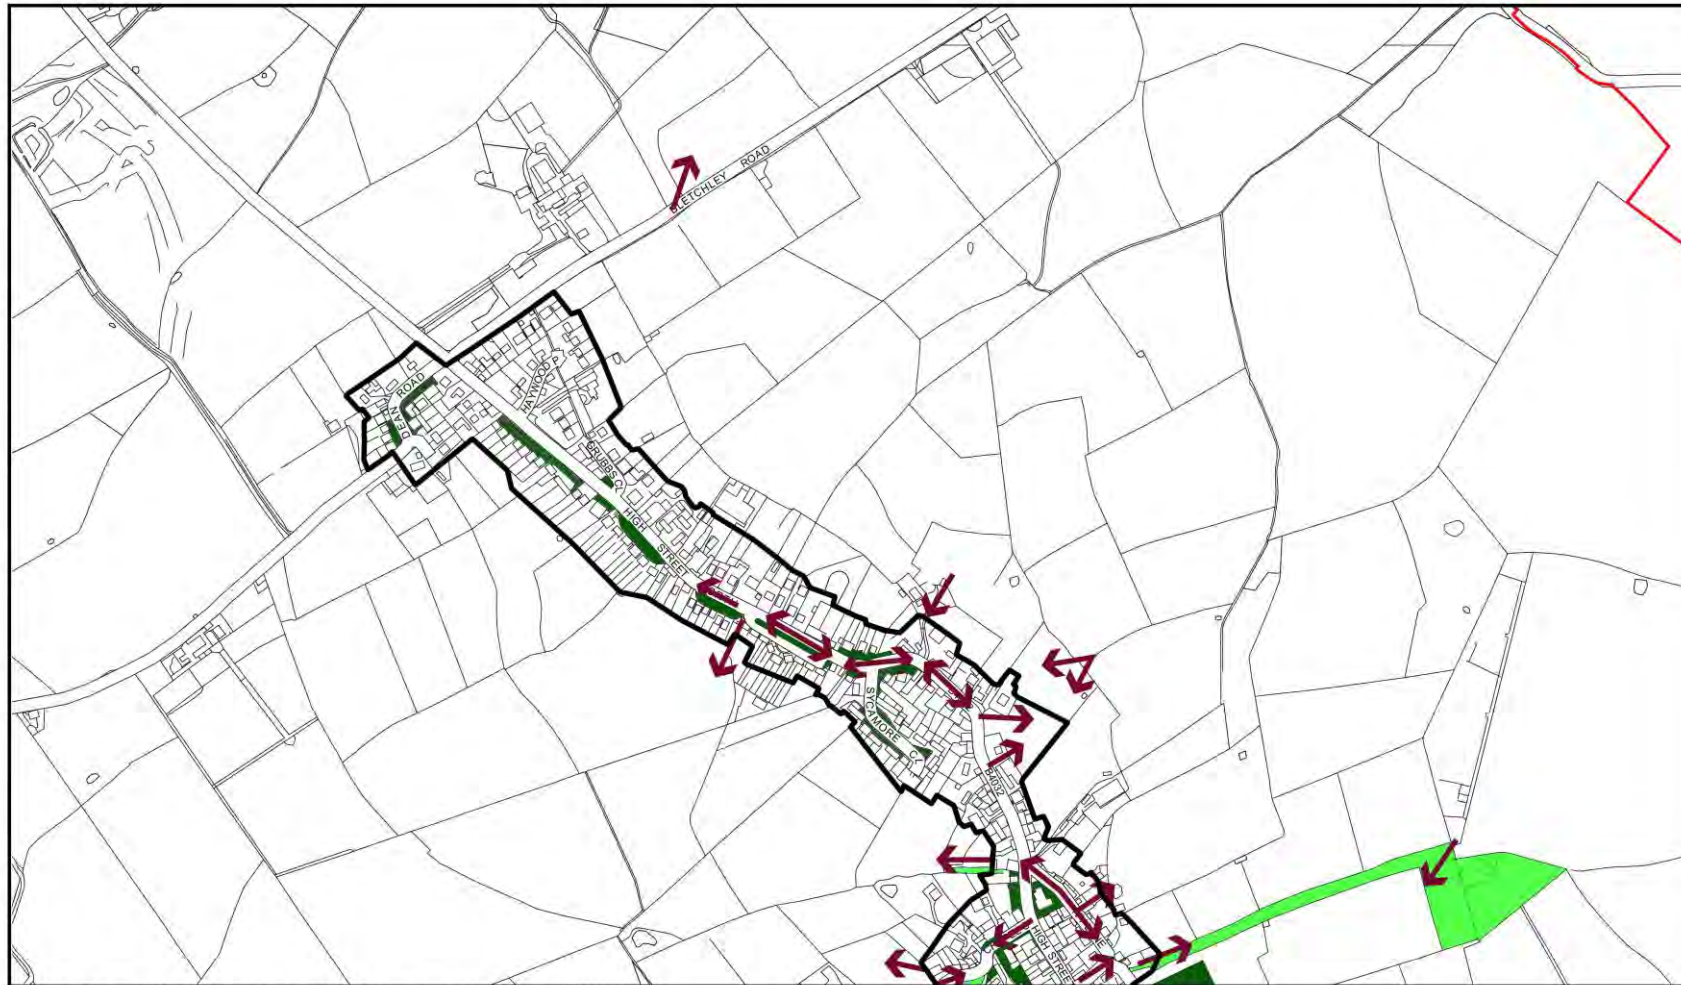 BLETCHLEY ROAD
HAYWOOD
DEAN ROAD
GRUBBS CL
HIGH STREET
SYCAMORE CL
B4032
HIGH STREET